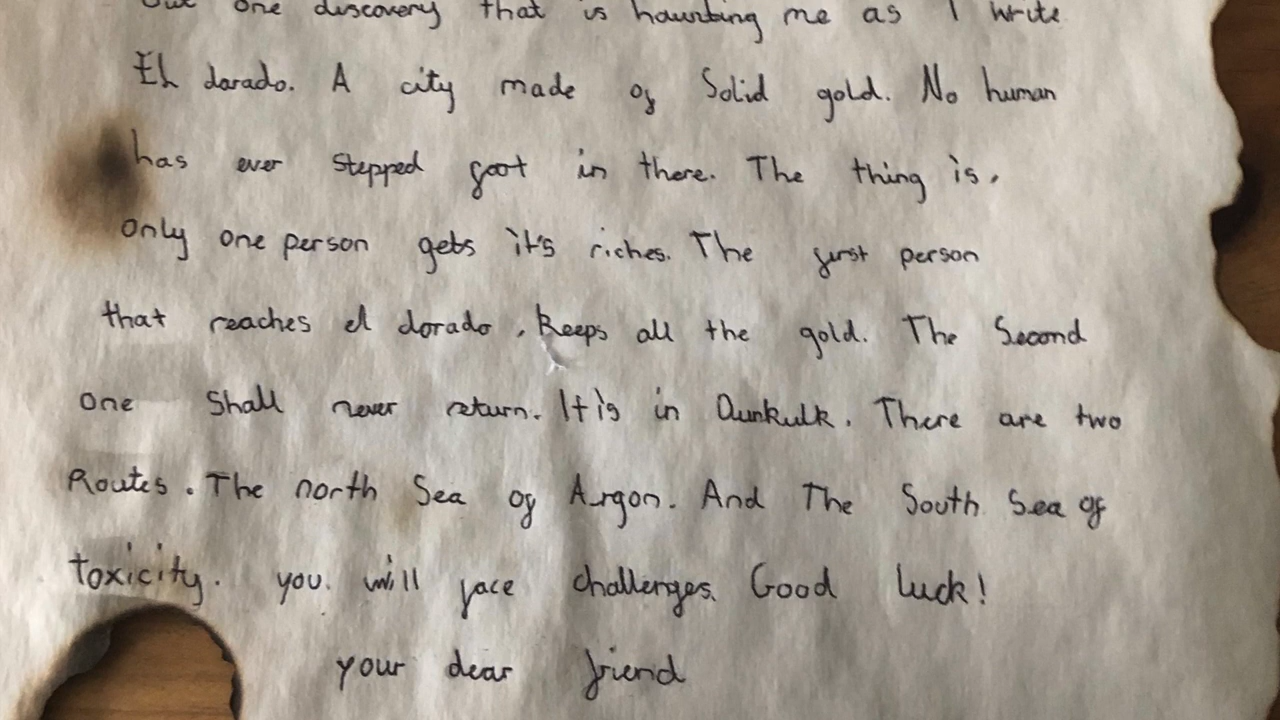 But one discovery that is haunting me as I write
El dorado. A city made of Solid gold. No human
has ever stepped foot in there. The thing is,
only one person gets it's riches. The first person
that reaches el dorado, Keeps all the gold. The Second
one Shall never return. It is in Dunkulk. There are two
Routes. The north Sea of Argon. And The South Sea of
toxicity. you will face challenges. Good luck!
your dear friend